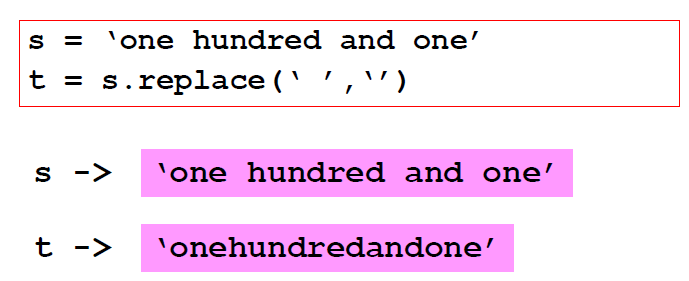 s = ‘one hundred and one’
t = s.replace(‘ ’,‘’)
s -> ‘one hundred and one’
t -> ‘onehundredandone’